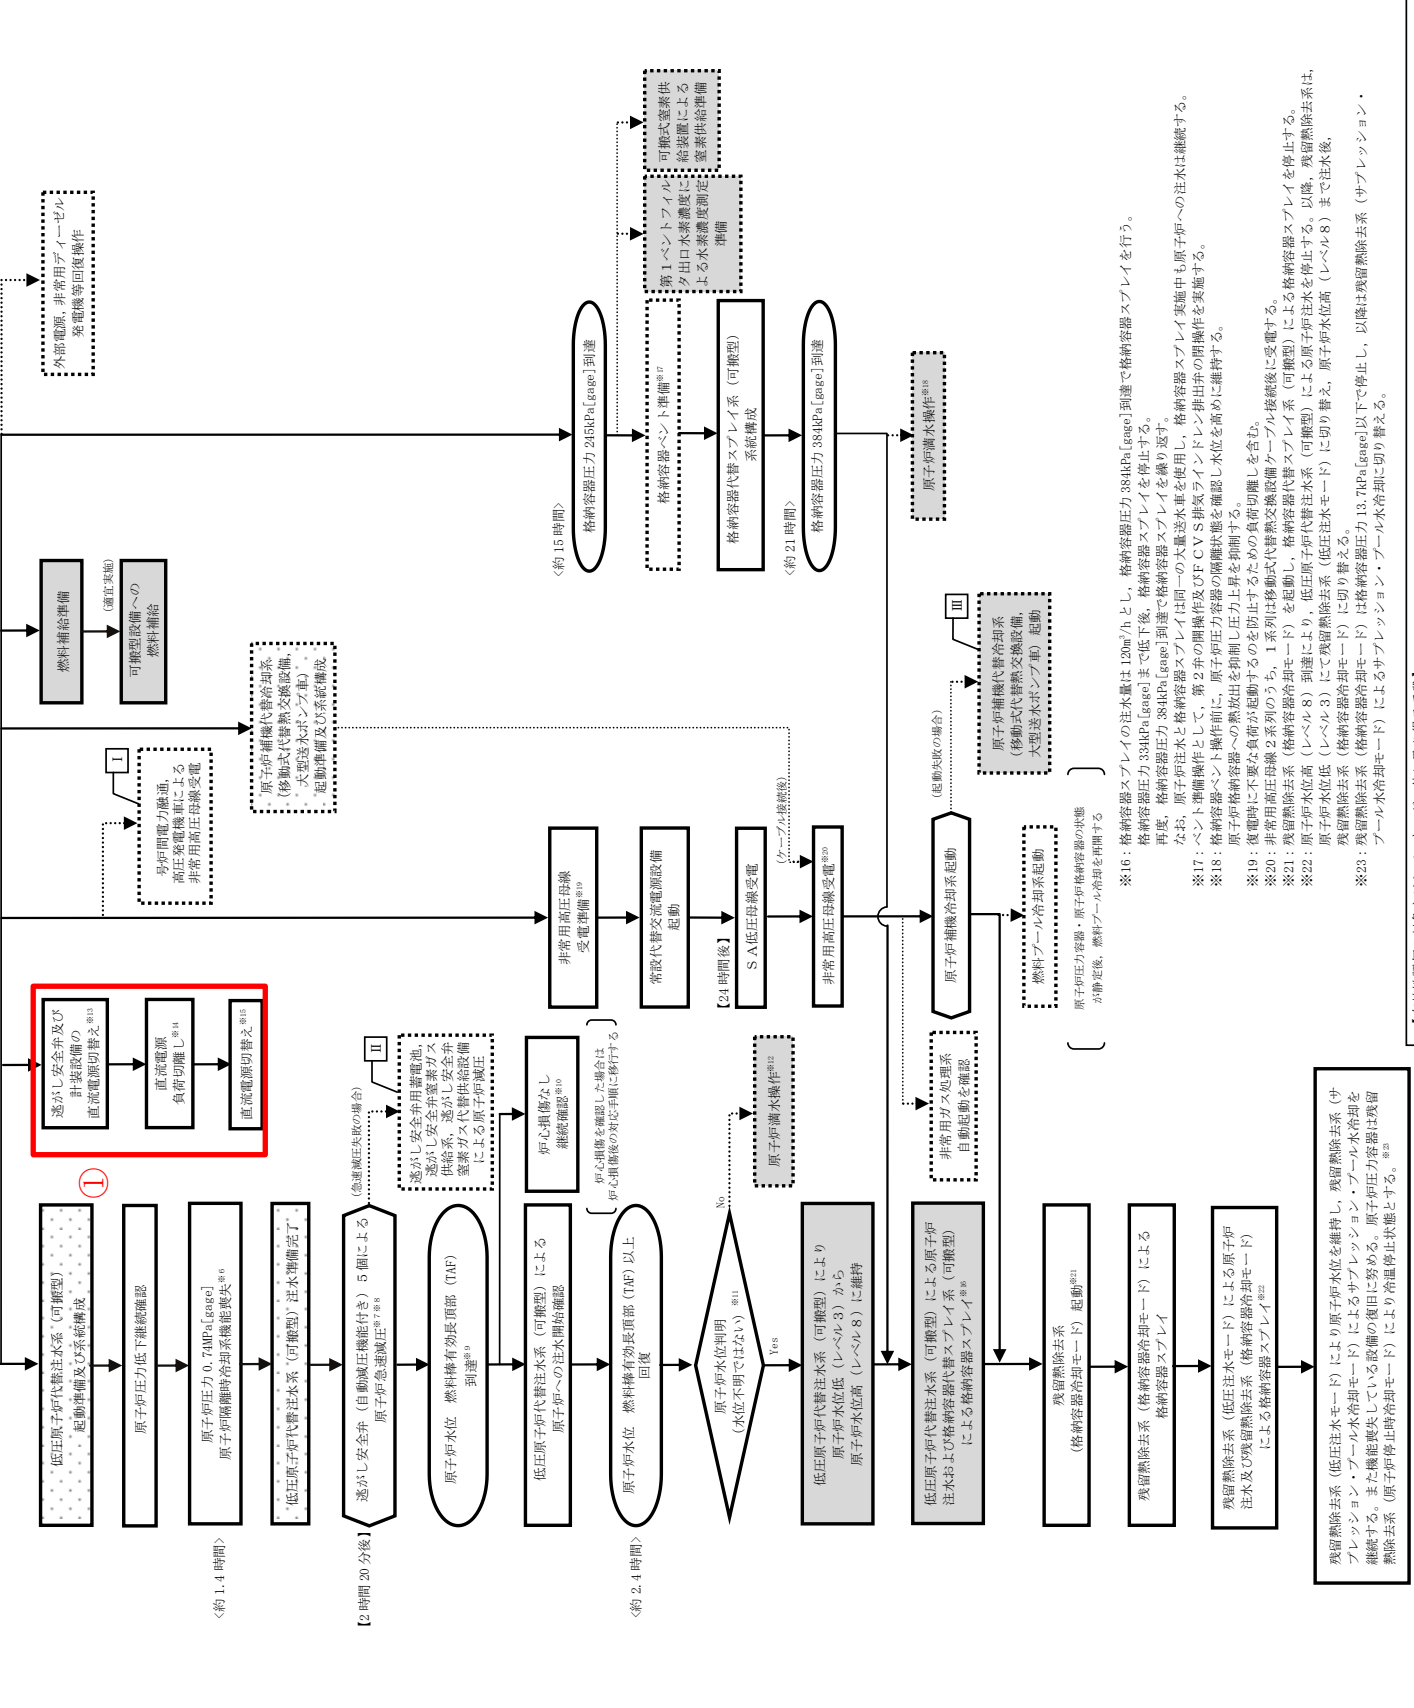 外部電源,非常用ディーゼル
発電機等回復操作
燃料補給準備
(適宜実施)
可搬型設備への
燃料補給
原子炉補機代替冷却系
(移動式代替熱交換設備,
大型送水ポンプ車)
起動準備及び系統構成
Ⅰ
号炉間電力融通,
高圧発電機車による
非常用高圧母線受電
逃がし安全弁及び
計装設備の
直流電源切替え※13
直流電源
負荷切離し※14
直流電源切替え※15
①
低圧原子炉代替注水系(可搬型)
起動準備及び系統構成
原子炉圧力低下継続確認
<約1.4時間>
原子炉圧力0.74MPa[gage]
原子炉隔離時冷却系機能喪失※6
低圧原子炉代替注水系(可搬型)注水準備完了
【2時間20分後】
逃がし安全弁(自動減圧機能付き)5個による
原子炉急速減圧※7※8
(急速減圧失敗の場合)
Ⅱ
逃がし安全弁用蓄電池,
逃がし安全弁窒素ガス
供給系,逃がし安全弁
窒素ガス代替供給設備
による原子炉減圧
原子炉水位 燃料棒有効長頂部(TAF)
到達※9
炉心損傷なし
継続確認※10
炉心損傷を確認した場合は
炉心損傷後の対応手順に移行する
低圧原子炉代替注水系(可搬型)による
原子炉への注水開始確認
<約2.4時間>
原子炉水位 燃料棒有効長頂部(TAF)以上
回復
原子炉水位判明
(水位不明ではない)※11
No
Yes
原子炉満水操作※12
低圧原子炉代替注水系(可搬型)により
原子炉水位低(レベル3)から
原子炉水位高(レベル8)に維持
低圧原子炉代替注水系(可搬型)による原子炉
注水および格納容器代替スプレイ系(可搬型)
による格納容器スプレイ※16
残留熱除去系
(格納容器冷却モード)起動※21
残留熱除去系(格納容器冷却モード)による
格納容器スプレイ
残留熱除去系(低圧注水モード)による原子炉
注水及び残留熱除去系(格納容器冷却モード)
による格納容器スプレイ※22
残留熱除去系(低圧注水モード)により原子炉水位を維持し,残留熱除去系(サ
プレッション・プール水冷却モード)によるサプレッション・プール水冷却を
継続する。また機能喪失している設備の復旧に努める。原子炉圧力容器は残留
熱除去系(原子炉停止時冷却モード)により冷温停止状態とする。※23
非常用高圧母線
受電準備※19
常設代替交流電源設備
起動
【24時間後】
SA低圧母線受電
(ケーブル接続後)
非常用高圧母線受電※20
非常用ガス処理系
自動起動を確認
原子炉補機冷却系起動
(起動失敗の場合)
Ⅲ
原子炉補機代替冷却系
(移動式代替熱交換設備,
大型送水ポンプ車)起動
燃料プール冷却系起動
原子炉圧力容器・原子炉格納容器の状態
が静定後,燃料プール冷却を再開する
<約15時間>
格納容器圧力245kPa[gage]到達
可搬式窒素供
給装置による
窒素供給準備
第1ベントフィル
タ出口水素濃度に
よる水素濃度測定
準備
格納容器ベント準備※17
格納容器代替スプレイ系(可搬型)
系統構成
<約21時間>
格納容器圧力384kPa[gage]到達
原子炉満水操作※18
※16:格納容器スプレイの注水量は120m³/hとし,格納容器圧力384kPa[gage]到達で格納容器スプレイを行う。
格納容器圧力334kPa[gage]まで低下後,格納容器スプレイを停止する。
再度,格納容器圧力384kPa[gage]到達で格納容器スプレイを繰り返す。
なお,原子炉注水と格納容器スプレイは同一の大量送水車を使用し,格納容器スプレイ実施中も原子炉への注水は継続する。
※17:ベント準備操作として,第2弁の開操作及びFCVS排気ラインドレン排出弁の閉操作を実施する。
※18:格納容器ベント操作前に,原子炉圧力容器の隔離状態を確認し水位を高めに維持する。
原子炉格納容器への熱放出を抑制し圧力上昇を抑制する。
※19:復電時に不要な負荷が起動するのを防止するための負荷切離しを含む。
※20:非常用高圧母線2系列のうち,1系列は移動式代替熱交換設備ケーブル接続後に受電する。
※21:残留熱除去系(格納容器冷却モード)を起動し,格納容器代替スプレイ系(可搬型)による格納容器スプレイを停止する。
※22:原子炉水位高(レベル8)到達により,低圧原子炉代替注水系(可搬型)による原子炉注水を停止する。以降,残留熱除去系は,
原子炉水位低(レベル3)にて残留熱除去系(低圧注水モード)に切り替え,原子炉水位高(レベル8)まで注水後,
残留熱除去系(格納容器冷却モード)に切り替える。
※23:残留熱除去系(格納容器冷却モード)は格納容器圧力13.7kPa[gage]以下で停止し,以降は残留熱除去系(サプレッション・
プール水冷却モード)によるサプレッション・プール水冷却に切り替える。